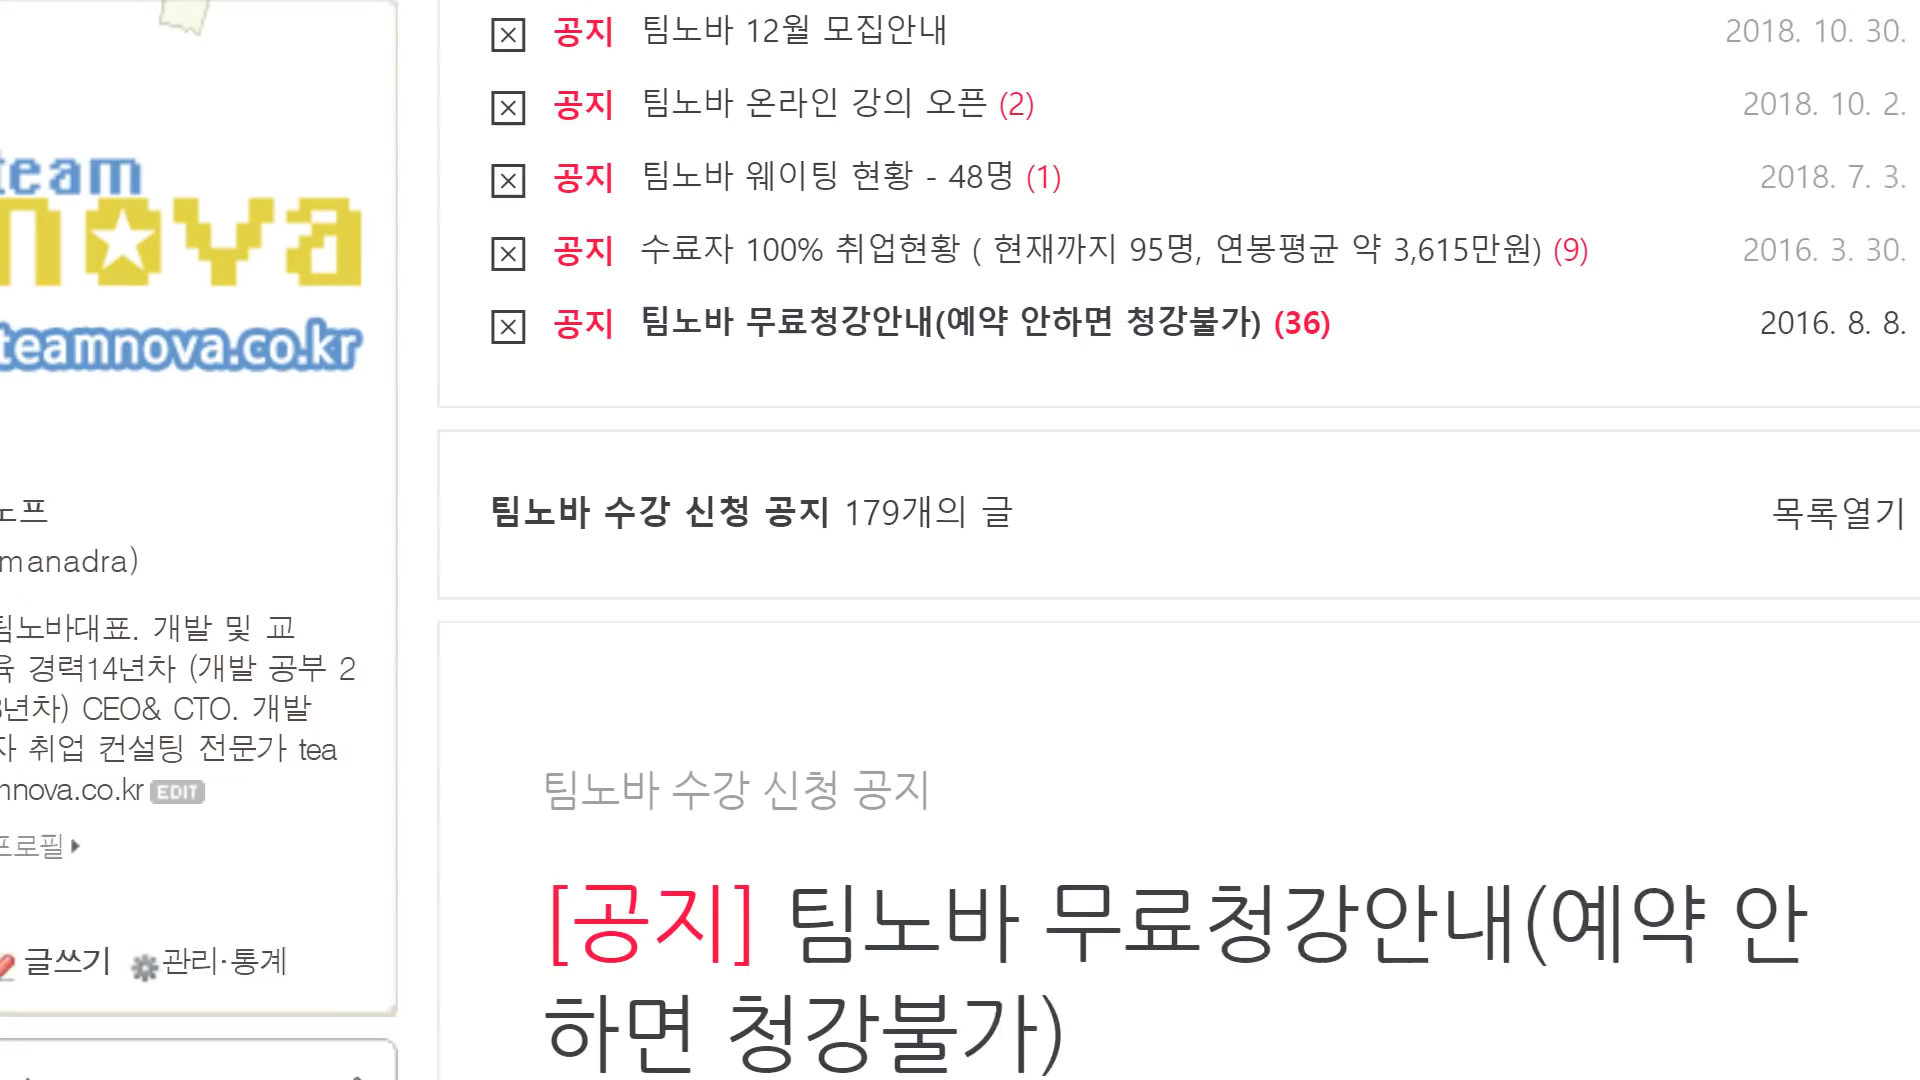 team
nova
teamnova.co.kr
노프
manadra)
팀노바대표. 개발 및 교
육 경력14년차 (개발 공부 2
3년차) CEO& CTO. 개발
자 취업 컨설팅 전문가 tea
mnova.co.kr EDIT
프로필
글쓰기 관리·통계
공지 팀노바 12월 모집안내 2018. 10. 30.
공지 팀노바 온라인 강의 오픈 (2) 2018. 10. 2.
공지 팀노바 웨이팅 현황 - 48명 (1) 2018. 7. 3.
공지 수료자 100% 취업현황 ( 현재까지 95명, 연봉평균 약 3,615만원) (9) 2016. 3. 30.
공지 팀노바 무료청강안내(예약 안하면 청강불가) (36) 2016. 8. 8.
팀노바 수강 신청 공지 179개의 글 목록열기
팀노바 수강 신청 공지
[공지] 팀노바 무료청강안내(예약 안
하면 청강불가)